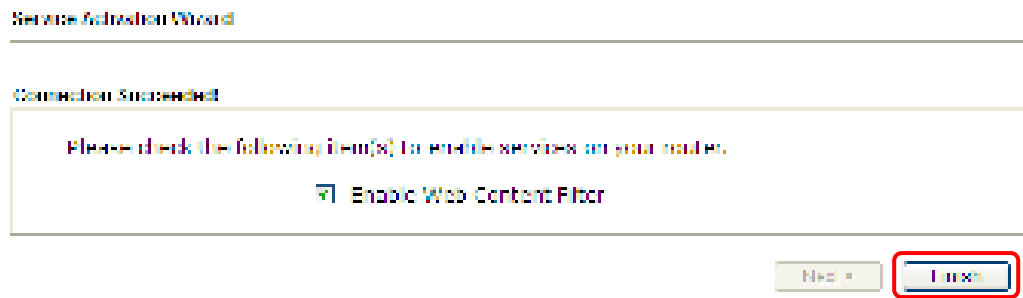 Service Activation Wizard
Connection Succeeded!
Please check the following item(s) to enable services on your router.
Enable Web Content Filter
Next > Finish